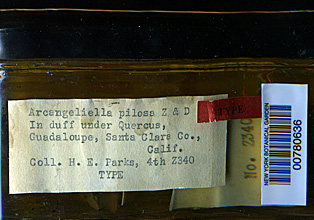 Arcangeliella pilosa Z & D
In duff under Quercus,
Guadaloupe, Santa Clara Co.,
Calif.
Coll. H. E. Parks, 4th Z340
TYPE
TYPE
No. Z340
NEW YORK BOTANICAL GARDEN
00780636